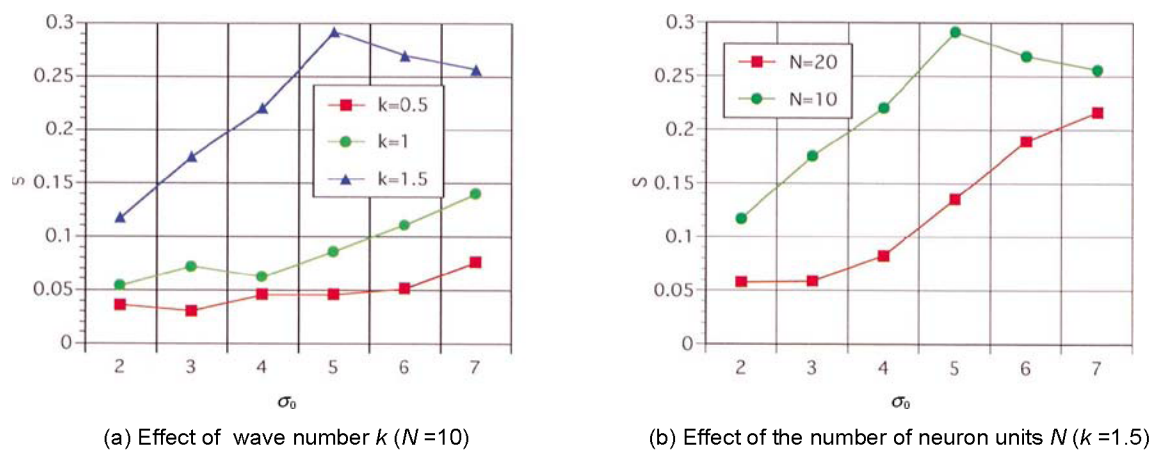 0.3
0.25
0.2
0.15
0.1
0.05
0
S
k=0.5
k=1
k=1.5
2 3 4 5 6 7
σ₀
(a) Effect of wave number k (N =10)
0.3
0.25
0.2
0.15
0.1
0.05
0
S
N=20
N=10
2 3 4 5 6 7
σ₀
(b) Effect of the number of neuron units N (k =1.5)